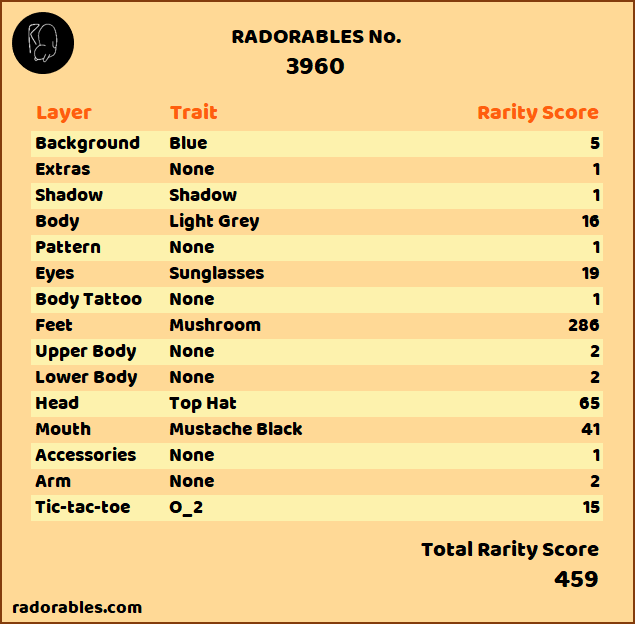 RADORABLES No.
3960
Layer Trait Rarity Score
Background Blue 5
Extras None 1
Shadow Shadow 1
Body Light Grey 16
Pattern None 1
Eyes Sunglasses 19
Body Tattoo None 1
Feet Mushroom 286
Upper Body None 2
Lower Body None 2
Head Top Hat 65
Mouth Mustache Black 41
Accessories None 1
Arm None 2
Tic-tac-toe O_2 15
Total Rarity Score
459
radorables.com